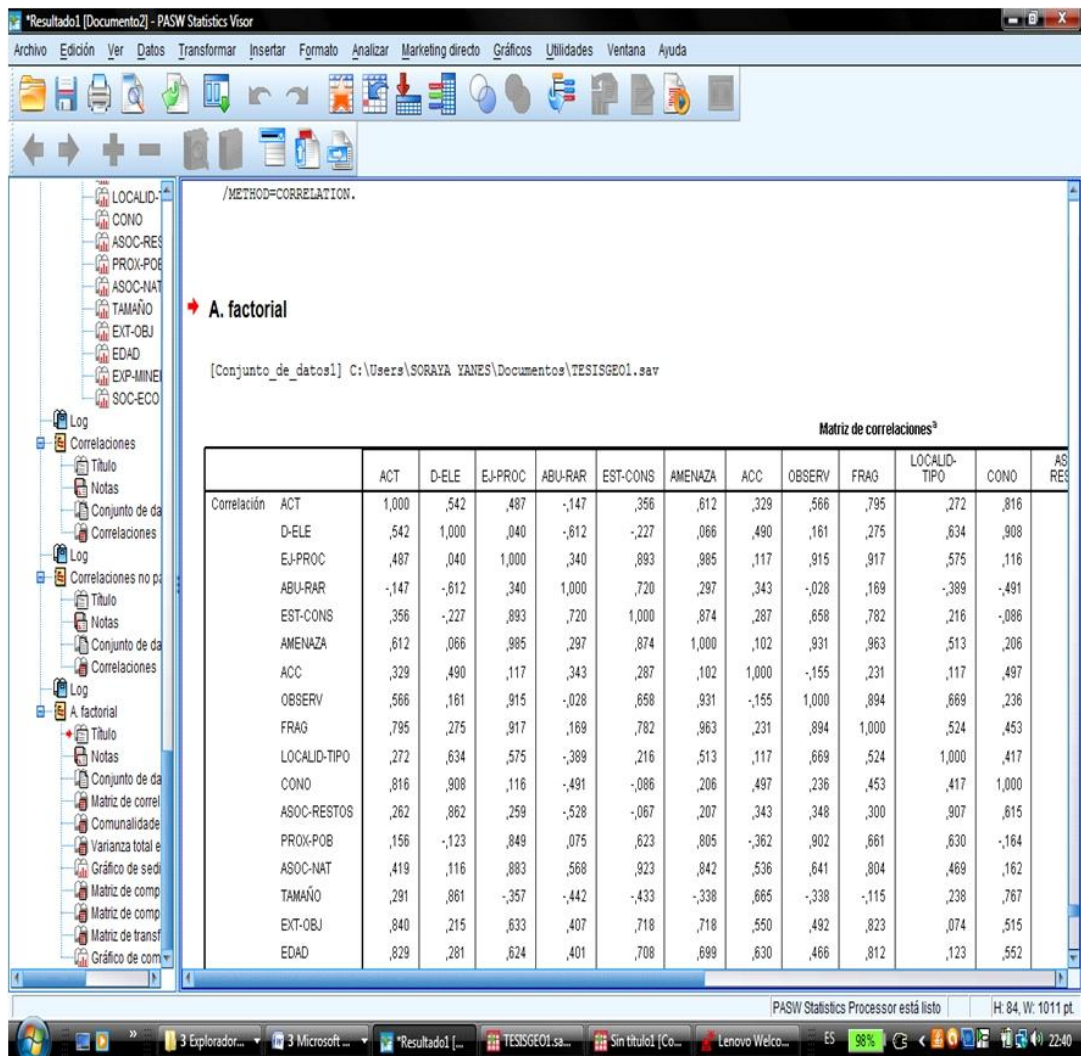 *Resultado1 [Documento2] - PASW Statistics Visor
Archivo Edición Ver Datos Transformar Insertar Formato Analizar Marketing directo Gráficos Utilidades Ventana Ayuda
LOCALID-T
CONO
ASOC-RES
PROX-POB
ASOC-NAT
TAMAÑO
EXT-OBJ
EDAD
EXP-MINE
SOC-ECO
Log
Correlaciones
Título
Notas
Conjunto de da
Correlaciones
Log
Correlaciones no pa
Título
Notas
Conjunto de da
Correlaciones
Log
A. factorial
Título
Notas
Conjunto de da
Matriz de correl
Comunalidade
Varianza total e
Gráfico de sedi
Matriz de comp
Matriz de comp
Matriz de transf
Gráfico de com
/METHOD=CORRELATION.
A. factorial
[Conjunto_de_datos1] C:\Users\SORAYA YANES\Documentos\TESISGEO1.sav
Matriz de correlacionesª
ACT D-ELE EJ-PROC ABU-RAR EST-CONS AMENAZA ACC OBSERV FRAG LOCALID-TIPO CONO AS RES
Correlación ACT 1,000 ,542 ,487 -,147 ,356 ,612 ,329 ,566 ,795 ,272 ,816
D-ELE ,542 1,000 ,040 -,612 -,227 ,066 ,490 ,161 ,275 ,634 ,908
EJ-PROC ,487 ,040 1,000 ,340 ,893 ,985 ,117 ,915 ,917 ,575 ,116
ABU-RAR -,147 -,612 ,340 1,000 ,720 ,297 ,343 -,028 ,169 -,389 -,491
EST-CONS ,356 -,227 ,893 ,720 1,000 ,874 ,287 ,658 ,782 ,216 -,086
AMENAZA ,612 ,066 ,985 ,297 ,874 1,000 ,102 ,931 ,963 ,513 ,206
ACC ,329 ,490 ,117 ,343 ,287 ,102 1,000 -,155 ,231 ,117 ,497
OBSERV ,566 ,161 ,915 -,028 ,658 ,931 -,155 1,000 ,894 ,669 ,236
FRAG ,795 ,275 ,917 ,169 ,782 ,963 ,231 ,894 1,000 ,524 ,453
LOCALID-TIPO ,272 ,634 ,575 -,389 ,216 ,513 ,117 ,669 ,524 1,000 ,417
CONO ,816 ,908 ,116 -,491 -,086 ,206 ,497 ,236 ,453 ,417 1,000
ASOC-RESTOS ,262 ,862 ,259 -,528 -,067 ,207 ,343 ,348 ,300 ,907 ,615
PROX-POB ,156 -,123 ,849 ,075 ,623 ,805 -,362 ,902 ,661 ,630 -,164
ASOC-NAT ,419 ,116 ,883 ,568 ,923 ,842 ,536 ,641 ,804 ,469 ,162
TAMAÑO ,291 ,861 -,357 -,442 -,433 -,338 ,665 -,338 -,115 ,238 ,767
EXT-OBJ ,840 ,215 ,633 ,407 ,718 ,718 ,550 ,492 ,823 ,074 ,515
EDAD ,829 ,281 ,624 ,401 ,708 ,699 ,630 ,466 ,812 ,123 ,552
PASW Statistics Processor está listo H: 84, W: 1011 pt.
3 Explorador... 3 Microsoft ... *Resultado1 [... TESISGEO1.sa... Sin título1 [Co... Lenovo Welco... ES 98% 22:40